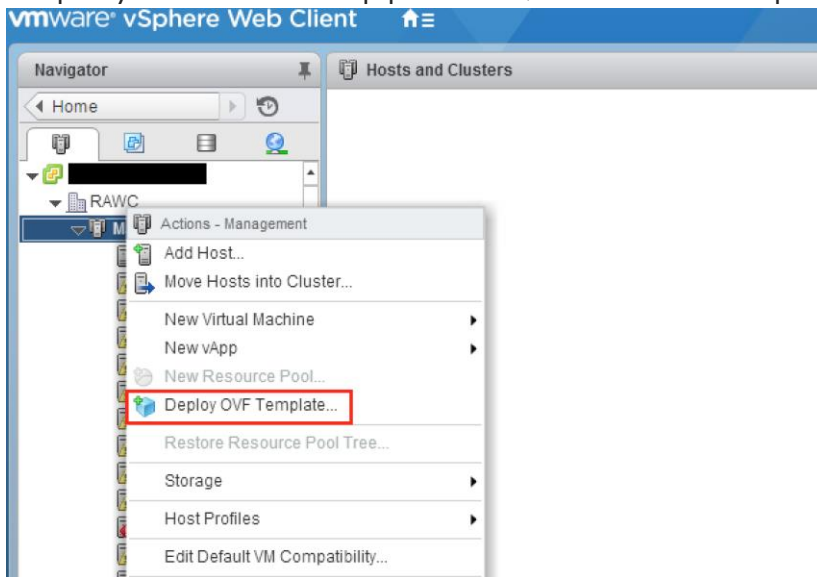 vmware® vSphere Web Client
Navigator
Hosts and Clusters
Home
RAWC
M
Actions - Management
Add Host...
Move Hosts into Cluster...
New Virtual Machine
New vApp
New Resource Pool...
Deploy OVF Template...
Restore Resource Pool Tree...
Storage
Host Profiles
Edit Default VM Compatibility...